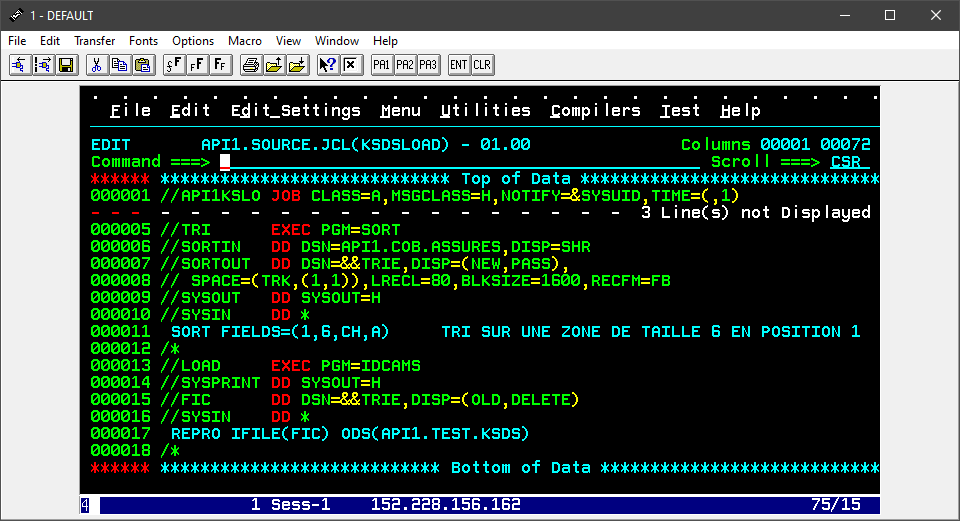 1 - DEFAULT
File Edit Transfer Fonts Options Macro View Window Help
PA1 PA2 PA3 ENT CLR
File Edit Edit_Settings Menu Utilities Compilers Test Help
EDIT API1.SOURCE.JCL(KSDSLOAD) - 01.00 Columns 00001 00072
Command ===> Scroll ===> CSR
****** **************************** Top of Data ****************************
000001 //API1KSLO JOB CLASS=A,MSGCLASS=H,NOTIFY=&SYSUID,TIME=(,1)
- - - - - - - - - - - - - - - - - - 3 Line(s) not Displayed
000005 //TRI EXEC PGM=SORT
000006 //SORTIN DD DSN=API1.COB.ASSURES,DISP=SHR
000007 //SORTOUT DD DSN=&&TRIE,DISP=(NEW,PASS),
000008 // SPACE=(TRK,(1,1)),LRECL=80,BLKSIZE=1600,RECFM=FB
000009 //SYSOUT DD SYSOUT=H
000010 //SYSIN DD *
000011 SORT FIELDS=(1,6,CH,A) TRI SUR UNE ZONE DE TAILLE 6 EN POSITION 1
000012 /*
000013 //LOAD EXEC PGM=IDCAMS
000014 //SYSPRINT DD SYSOUT=H
000015 //FIC DD DSN=&&TRIE,DISP=(OLD,DELETE)
000016 //SYSIN DD *
000017 REPRO IFILE(FIC) ODS(API1.TEST.KSDS)
000018 /*
****** **************************** Bottom of Data ****************************
4 1 Sess-1 152.228.156.162 75/15